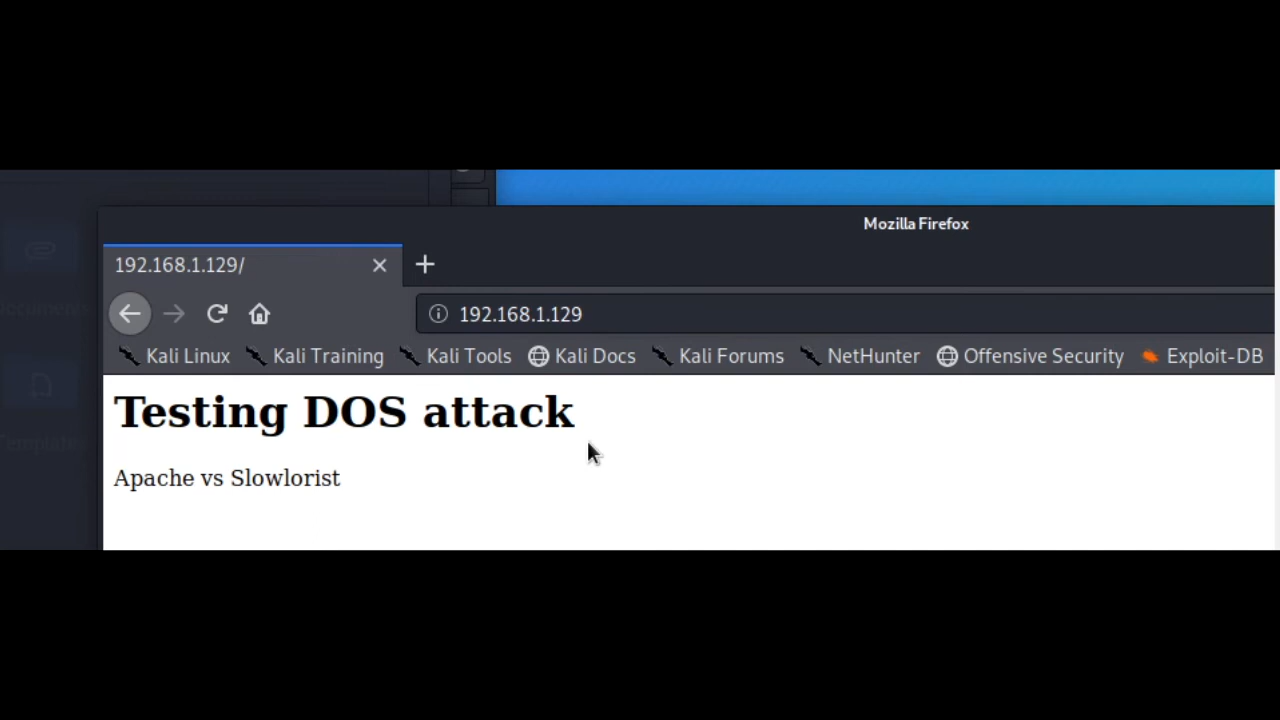 Mozilla Firefox
192.168.1.129/
192.168.1.129
Kali Linux Kali Training Kali Tools Kali Docs Kali Forums NetHunter Offensive Security Exploit-DB
Testing DOS attack
Apache vs Slowlorist